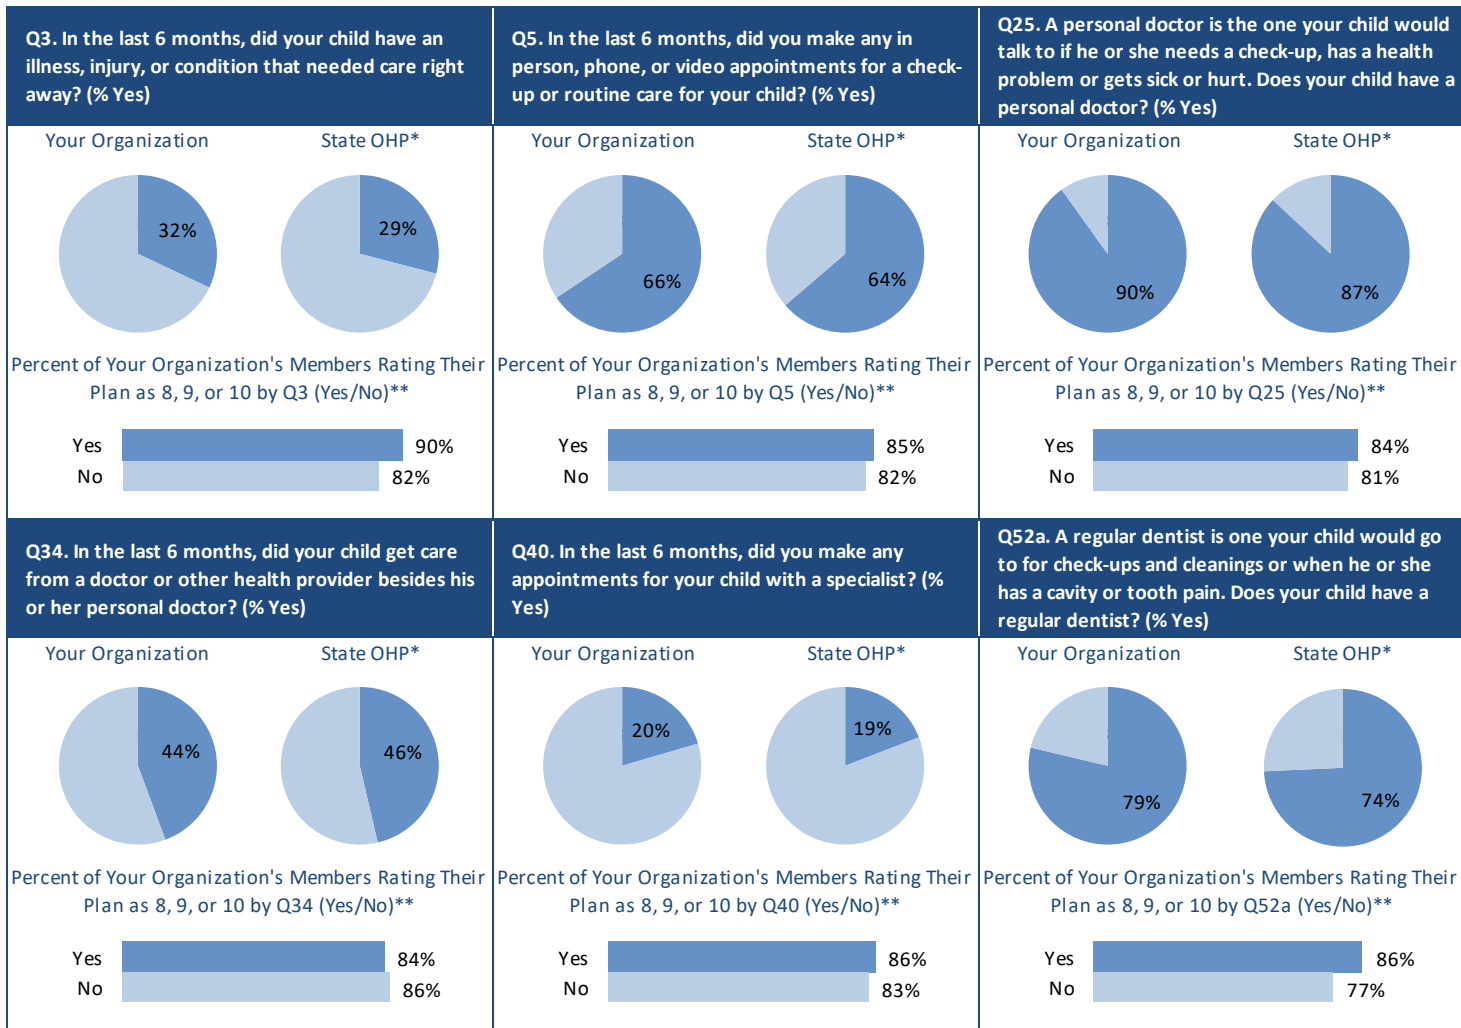 Q3. In the last 6 months, did your child have an
illness, injury, or condition that needed care right
away? (% Yes)
Your Organization
State OHP*
32%
29%
Percent of Your Organization's Members Rating Their
Plan as 8, 9, or 10 by Q3 (Yes/No)**
Yes
90%
No
82%
Q5. In the last 6 months, did you make any in
person, phone, or video appointments for a check-
up or routine care for your child? (% Yes)
Your Organization
State OHP*
66%
64%
Percent of Your Organization's Members Rating Their
Plan as 8, 9, or 10 by Q5 (Yes/No)**
Yes
85%
No
82%
Q25. A personal doctor is the one your child would
talk to if he or she needs a check-up, has a health
problem or gets sick or hurt. Does your child have a
personal doctor? (% Yes)
Your Organization
State OHP*
90%
87%
Percent of Your Organization's Members Rating Their
Plan as 8, 9, or 10 by Q25 (Yes/No)**
Yes
84%
No
81%
Q34. In the last 6 months, did your child get care
from a doctor or other health provider besides his
or her personal doctor? (% Yes)
Your Organization
State OHP*
44%
46%
Percent of Your Organization's Members Rating Their
Plan as 8, 9, or 10 by Q34 (Yes/No)**
Yes
84%
No
86%
Q40. In the last 6 months, did you make any
appointments for your child with a specialist? (%
Yes)
Your Organization
State OHP*
20%
19%
Percent of Your Organization's Members Rating Their
Plan as 8, 9, or 10 by Q40 (Yes/No)**
Yes
86%
No
83%
Q52a. A regular dentist is one your child would go
to for check-ups and cleanings or when he or she
has a cavity or tooth pain. Does your child have a
regular dentist? (% Yes)
Your Organization
State OHP*
79%
74%
Percent of Your Organization's Members Rating Their
Plan as 8, 9, or 10 by Q52a (Yes/No)**
Yes
86%
No
77%